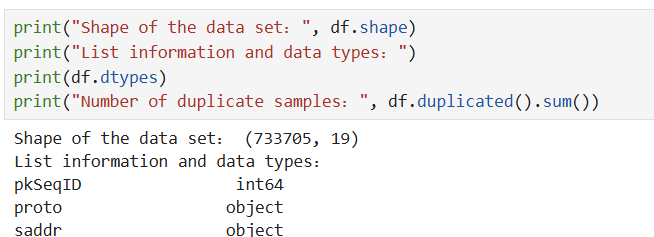 print("Shape of the data set：", df.shape)
print("List information and data types：")
print(df.dtypes)
print("Number of duplicate samples：", df.duplicated().sum())
Shape of the data set： (733705, 19)
List information and data types：
pkSeqID int64
proto object
saddr object